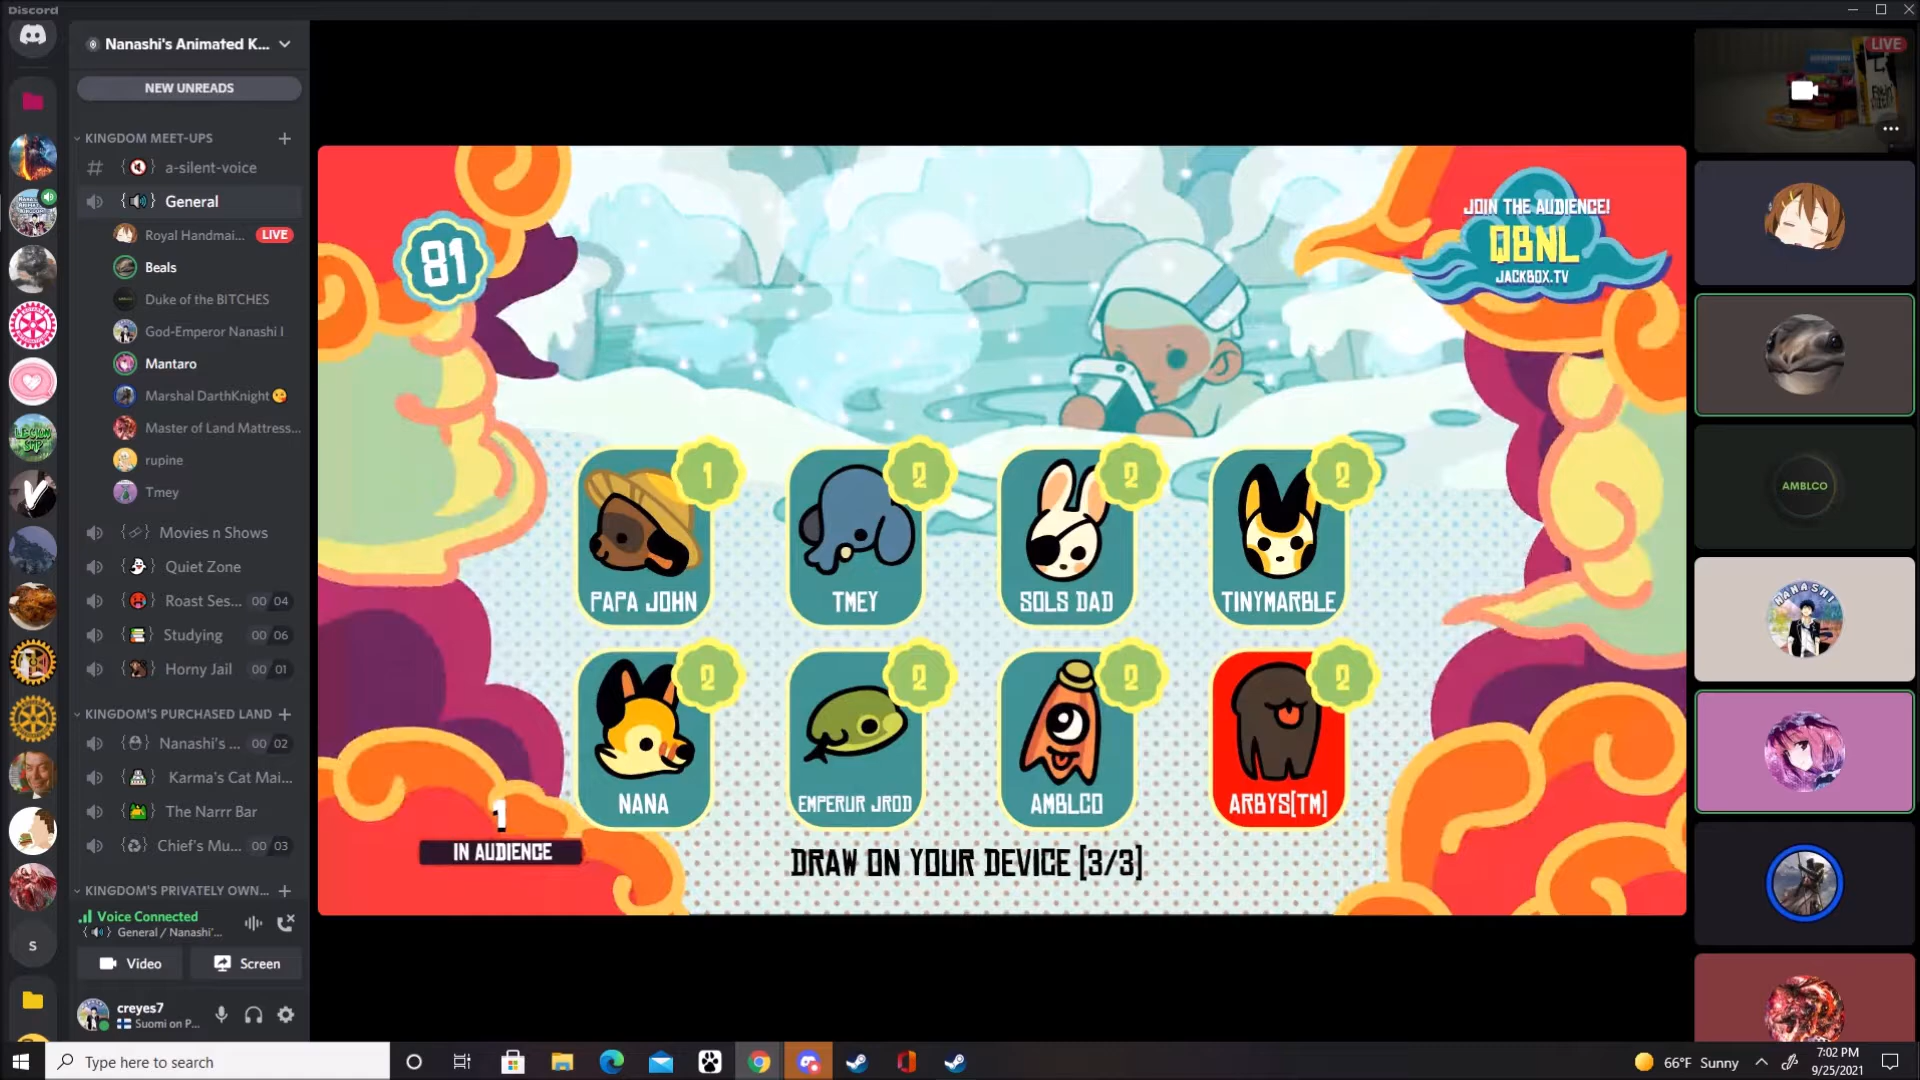 Discord
Nanashi's Animated K...
NEW UNREADS
KINGDOM MEET-UPS
a-silent-voice
General
Royal Handmai... LIVE
Beals
Duke of the BITCHES
God-Emperor Nanashi I
Mantaro
Marshal DarthKnight
Master of Land Mattress...
rupine
Tmey
Movies n Shows
Quiet Zone
Roast Ses... 00 04
Studying 00 06
Horny Jail 00 01
KINGDOM'S PURCHASED LAND
Nanashi's ... 00 02
Karma's Cat Mai...
The Narrr Bar
Chief's Mu... 00 03
KINGDOM'S PRIVATELY OWN...
Voice Connected
General / Nanashi'...
Video
Screen
creyes7
Suomi on P...
81
JOIN THE AUDIENCE!
QBNL
JACKBOX.TV
1
PAPA JOHN
2
TMEY
2
SOLS DAD
2
TINYMARBLE
2
NANA
2
EMPERUR JROD
2
AMBLCO
2
ARBYS[TM]
1
IN AUDIENCE
DRAW ON YOUR DEVICE [3/3]
LIVE
AMBLCO
NANASHI
S
Type here to search
66°F Sunny
7:02 PM
9/25/2021